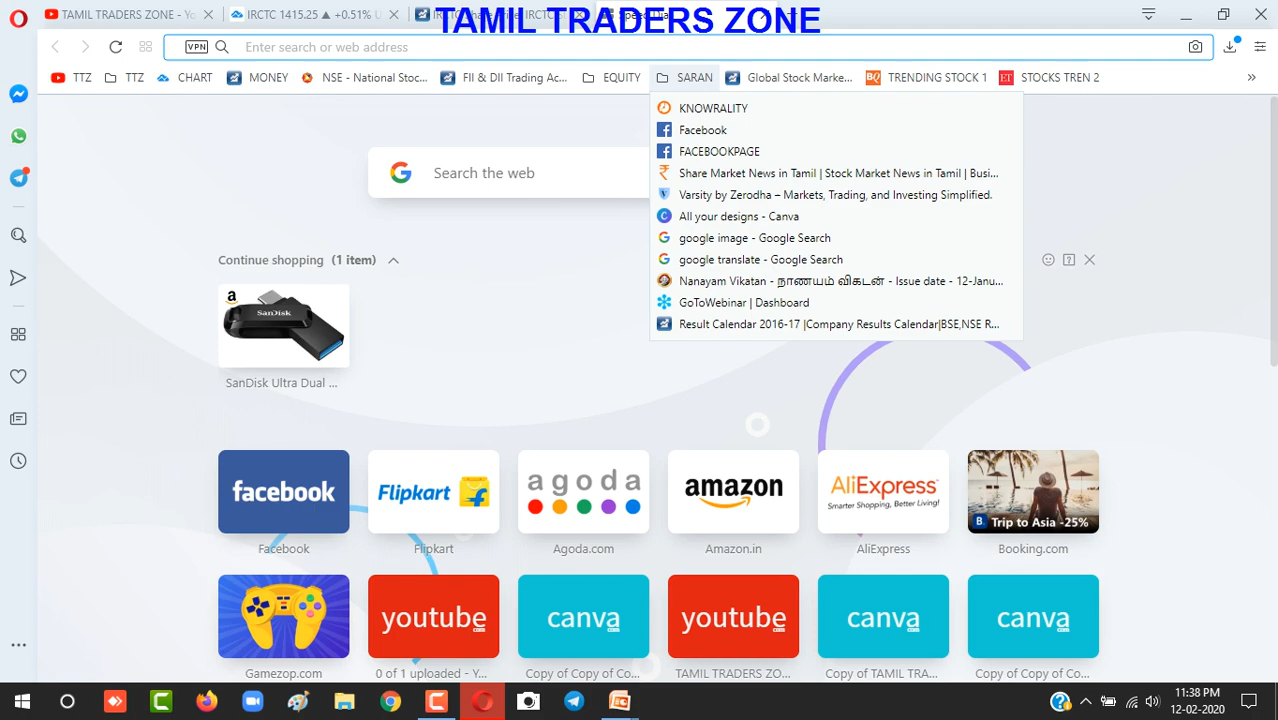 TAMIL TRADERS ZONE
TAMIL TRADERS ZONE - Yo
IRCTC 1415.25 ▲ +0.51% U
VPN
Enter search or web address
TTZ
TTZ
CHART
MONEY
NSE - National Stoc...
FII & DII Trading Ac...
EQUITY
SARAN
Global Stock Marke...
TRENDING STOCK 1
STOCKS TREN 2
»
KNOWRALITY
Facebook
FACEBOOKPAGE
Share Market News in Tamil | Stock Market News in Tamil | Busi...
Varsity by Zerodha – Markets, Trading, and Investing Simplified.
All your designs - Canva
google image - Google Search
google translate - Google Search
Nanayam Vikatan - நாணயம் விகடன் - Issue date - 12-Janu...
GoToWebinar | Dashboard
Result Calendar 2016-17 |Company Results Calendar|BSE,NSE R...
Search the web
Continue shopping (1 item)
SanDisk
SanDisk Ultra Dual ...
facebook
Flipkart
agoda
amazon
AliExpress
Smarter Shopping, Better Living!
B. Trip to Asia -25%
Facebook
Flipkart
Agoda.com
Amazon.in
AliExpress
Booking.com
youtube.com
canva.com
youtube.com
canva.com
canva.com
Gamezop.com
0 of 1 uploaded - Y...
Copy of Copy of Co...
TAMIL TRADERS ZO...
Copy of TAMIL TRA...
Copy of Copy of Co...
11:38 PM
12-02-2020